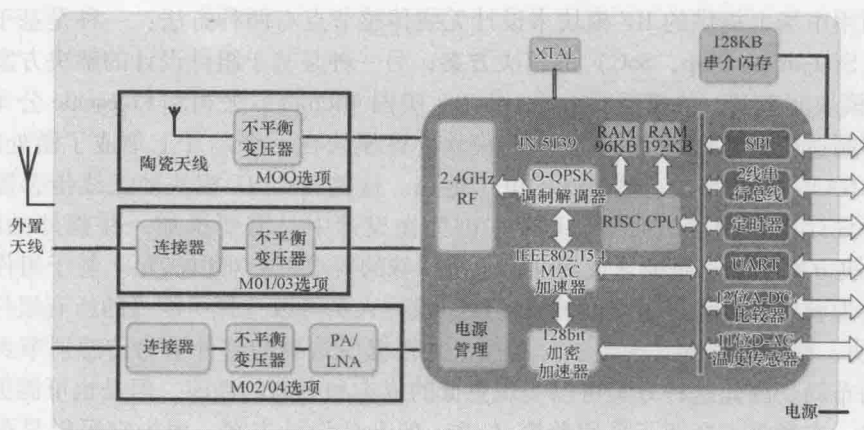 XTAL
128KB
串介闪存
不平衡
变压器
陶瓷天线
MOO选项
外置
天线
连接器
不平衡
变压器
M01/03选项
连接器
不平衡
变压器
PA/
LNA
M02/04选项
JN 5139
2.4GHz
RF
O-QPSK
调制解调器
RAM
96KB
RAM
192KB
RISC CPU
IEEE802.15.4
MAC
加速器
电源
管理
128bit
加密
加速器
SPI
2线串
行总线
定时器
UART
12位A-DC,
比较器
11位D-AC
温度传感器
电源